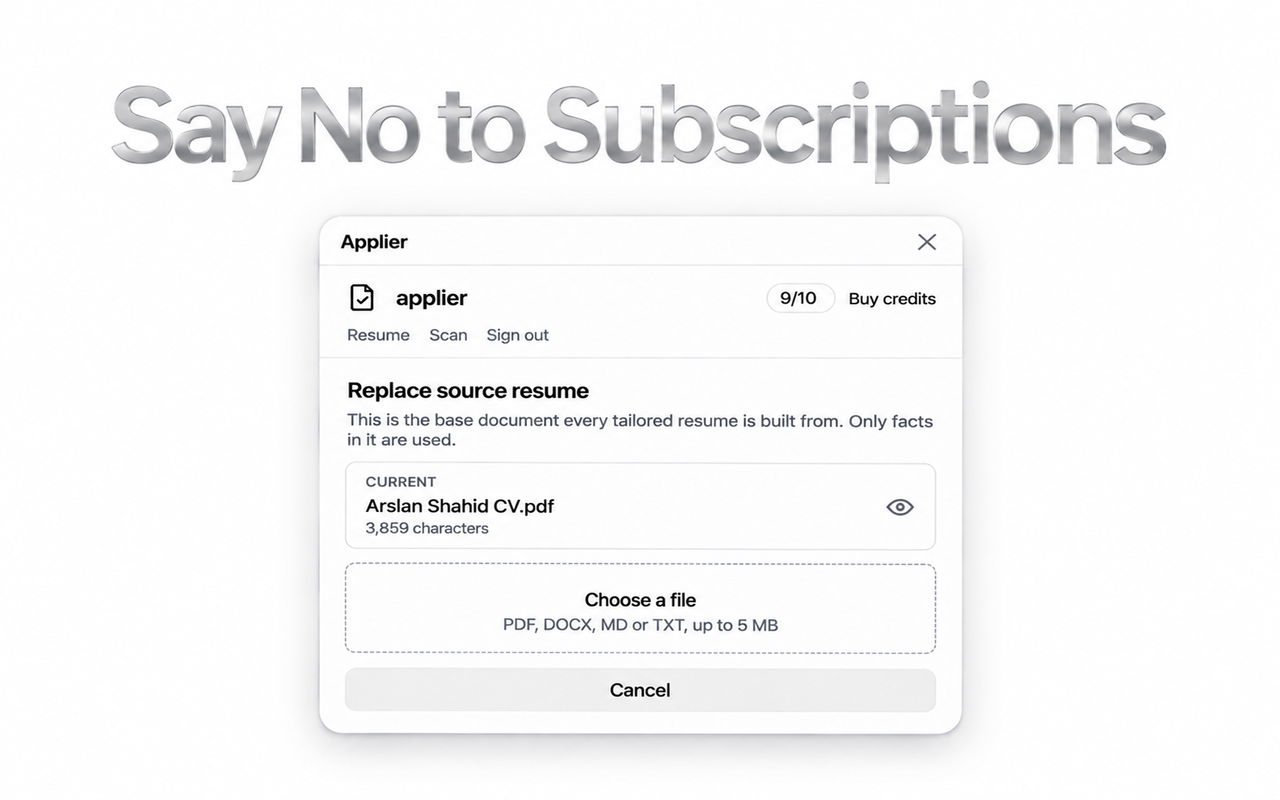 Say No to Subscriptions
Applier
applier
9/10
Buy credits
Resume Scan Sign out
Replace source resume
This is the base document every tailored resume is built from. Only facts
in it are used.
CURRENT
Arslan Shahid CV.pdf
3,859 characters
Choose a file
PDF, DOCX, MD or TXT, up to 5 MB
Cancel